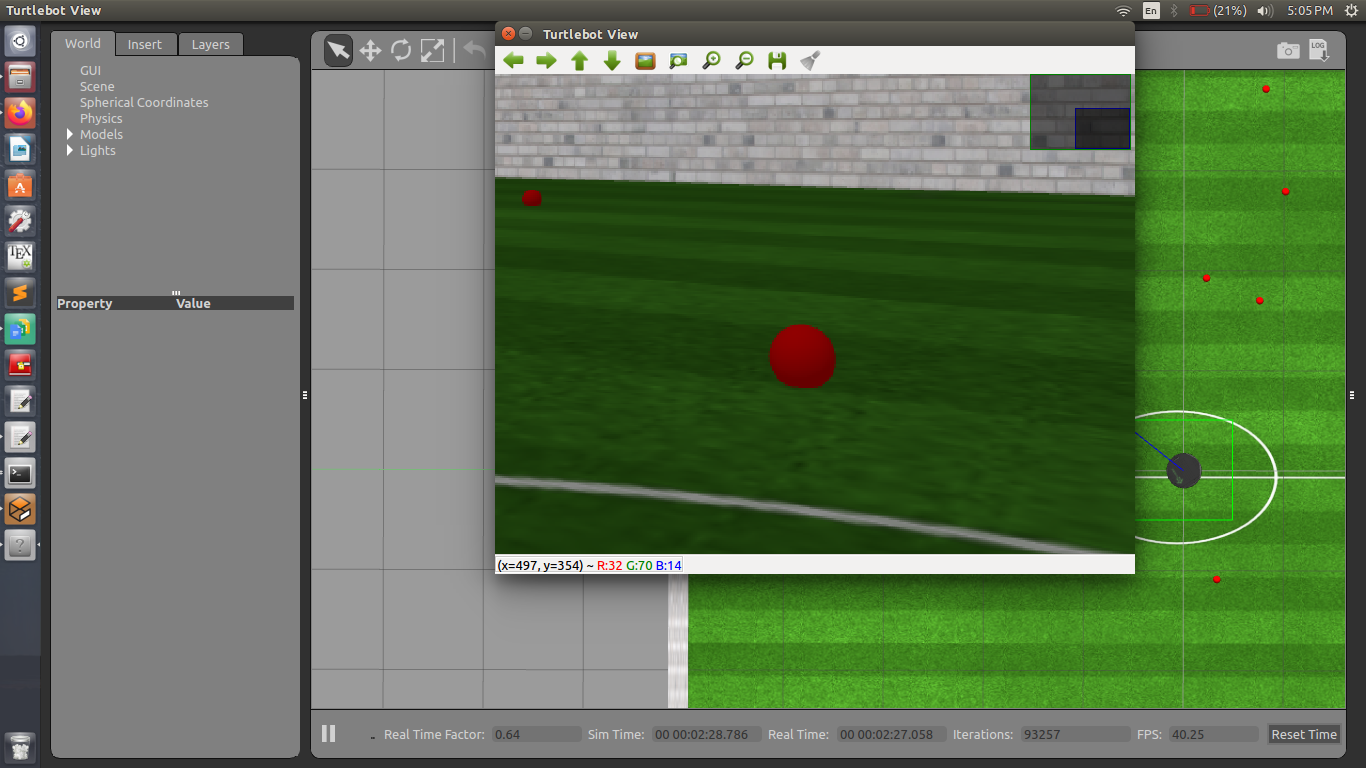 Turtlebot View
En
(21%)
5:05 PM
World
Insert
Layers
GUI
Scene
Spherical Coordinates
Physics
Models
Lights
Property Value
Turtlebot View
LOG
(x=497, y=354) ~ R:32 G:70 B:14
TEX
Real Time Factor: 0.64 Sim Time: 00 00:02:28.786 Real Time: 00 00:02:27.058 Iterations: 93257 FPS: 40.25 Reset Time